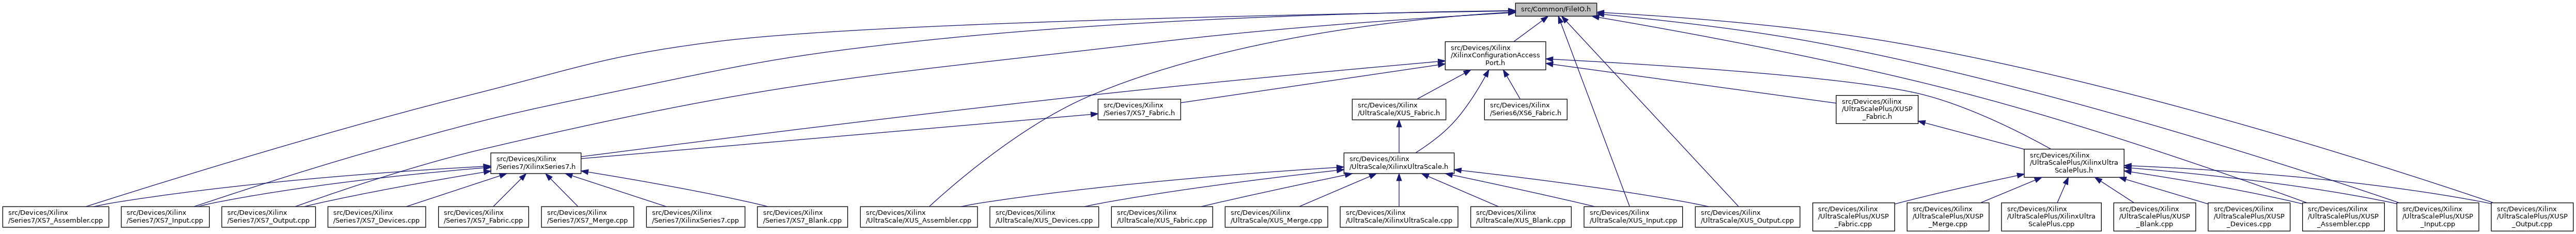 src/Common/FileIO.h
src/Devices/Xilinx
/XilinxConfigurationAccess
Port.h
src/Devices/Xilinx
/Series7/XS7_Fabric.h
src/Devices/Xilinx
/UltraScale/XUS_Fabric.h
src/Devices/Xilinx
/Series6/XS6_Fabric.h
src/Devices/Xilinx
/UltraScalePlus/XUSP
_Fabric.h
src/Devices/Xilinx
/Series7/XilinxSeries7.h
src/Devices/Xilinx
/UltraScale/XilinxUltraScale.h
src/Devices/Xilinx
/UltraScalePlus/XilinxUltra
ScalePlus.h
src/Devices/Xilinx
/Series7/XS7_Assembler.cpp
src/Devices/Xilinx
/Series7/XS7_Input.cpp
src/Devices/Xilinx
/Series7/XS7_Output.cpp
src/Devices/Xilinx
/Series7/XS7_Devices.cpp
src/Devices/Xilinx
/Series7/XS7_Fabric.cpp
src/Devices/Xilinx
/Series7/XS7_Merge.cpp
src/Devices/Xilinx
/Series7/XilinxSeries7.cpp
src/Devices/Xilinx
/Series7/XS7_Blank.cpp
src/Devices/Xilinx
/UltraScale/XUS_Assembler.cpp
src/Devices/Xilinx
/UltraScale/XUS_Devices.cpp
src/Devices/Xilinx
/UltraScale/XUS_Fabric.cpp
src/Devices/Xilinx
/UltraScale/XUS_Merge.cpp
src/Devices/Xilinx
/UltraScale/XilinxUltraScale.cpp
src/Devices/Xilinx
/UltraScale/XUS_Blank.cpp
src/Devices/Xilinx
/UltraScale/XUS_Input.cpp
src/Devices/Xilinx
/UltraScale/XUS_Output.cpp
src/Devices/Xilinx
/UltraScalePlus/XUSP
_Fabric.cpp
src/Devices/Xilinx
/UltraScalePlus/XUSP
_Merge.cpp
src/Devices/Xilinx
/UltraScalePlus/XilinxUltra
ScalePlus.cpp
src/Devices/Xilinx
/UltraScalePlus/XUSP
_Blank.cpp
src/Devices/Xilinx
/UltraScalePlus/XUSP
_Devices.cpp
src/Devices/Xilinx
/UltraScalePlus/XUSP
_Assembler.cpp
src/Devices/Xilinx
/UltraScalePlus/XUSP
_Input.cpp
src/Devices/Xilinx
/UltraScalePlus/XUSP
_Output.cpp